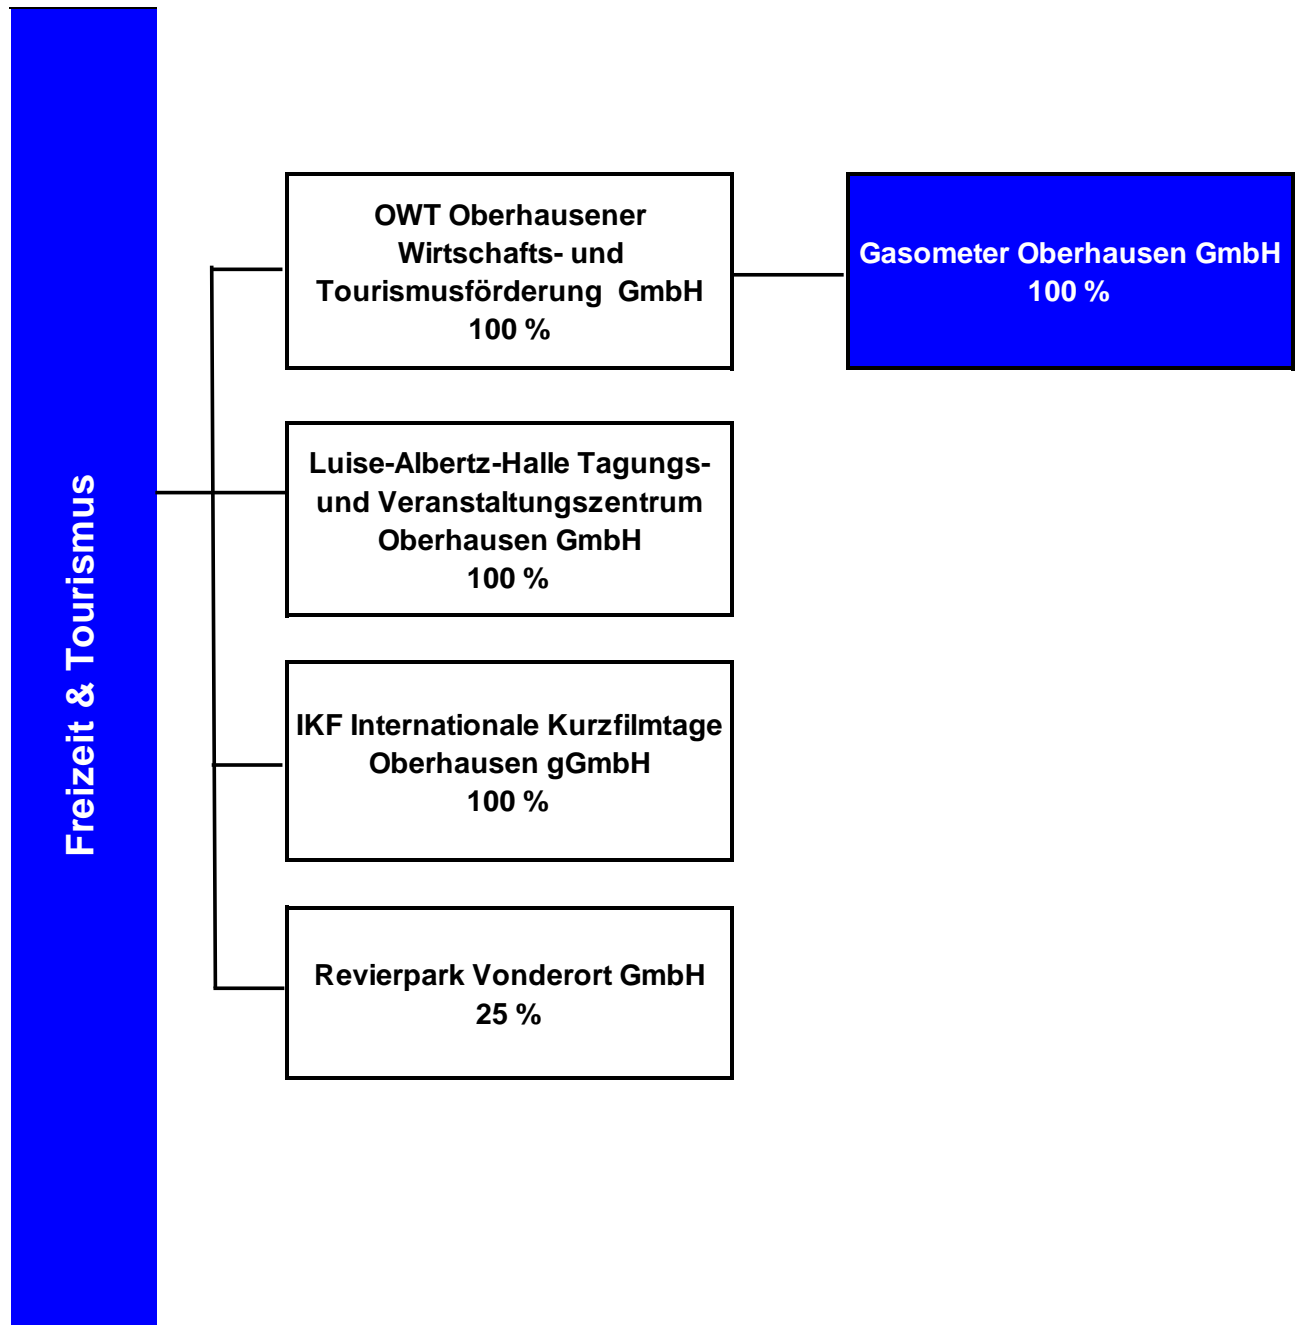 Freizeit & Tourismus
OWT Oberhausener
Wirtschafts- und
Tourismusförderung GmbH
100 %
Gasometer Oberhausen GmbH
100 %
Luise-Albertz-Halle Tagungs-
und Veranstaltungszentrum
Oberhausen GmbH
100 %
IKF Internationale Kurzfilmtage
Oberhausen gGmbH
100 %
Revierpark Vonderort GmbH
25 %